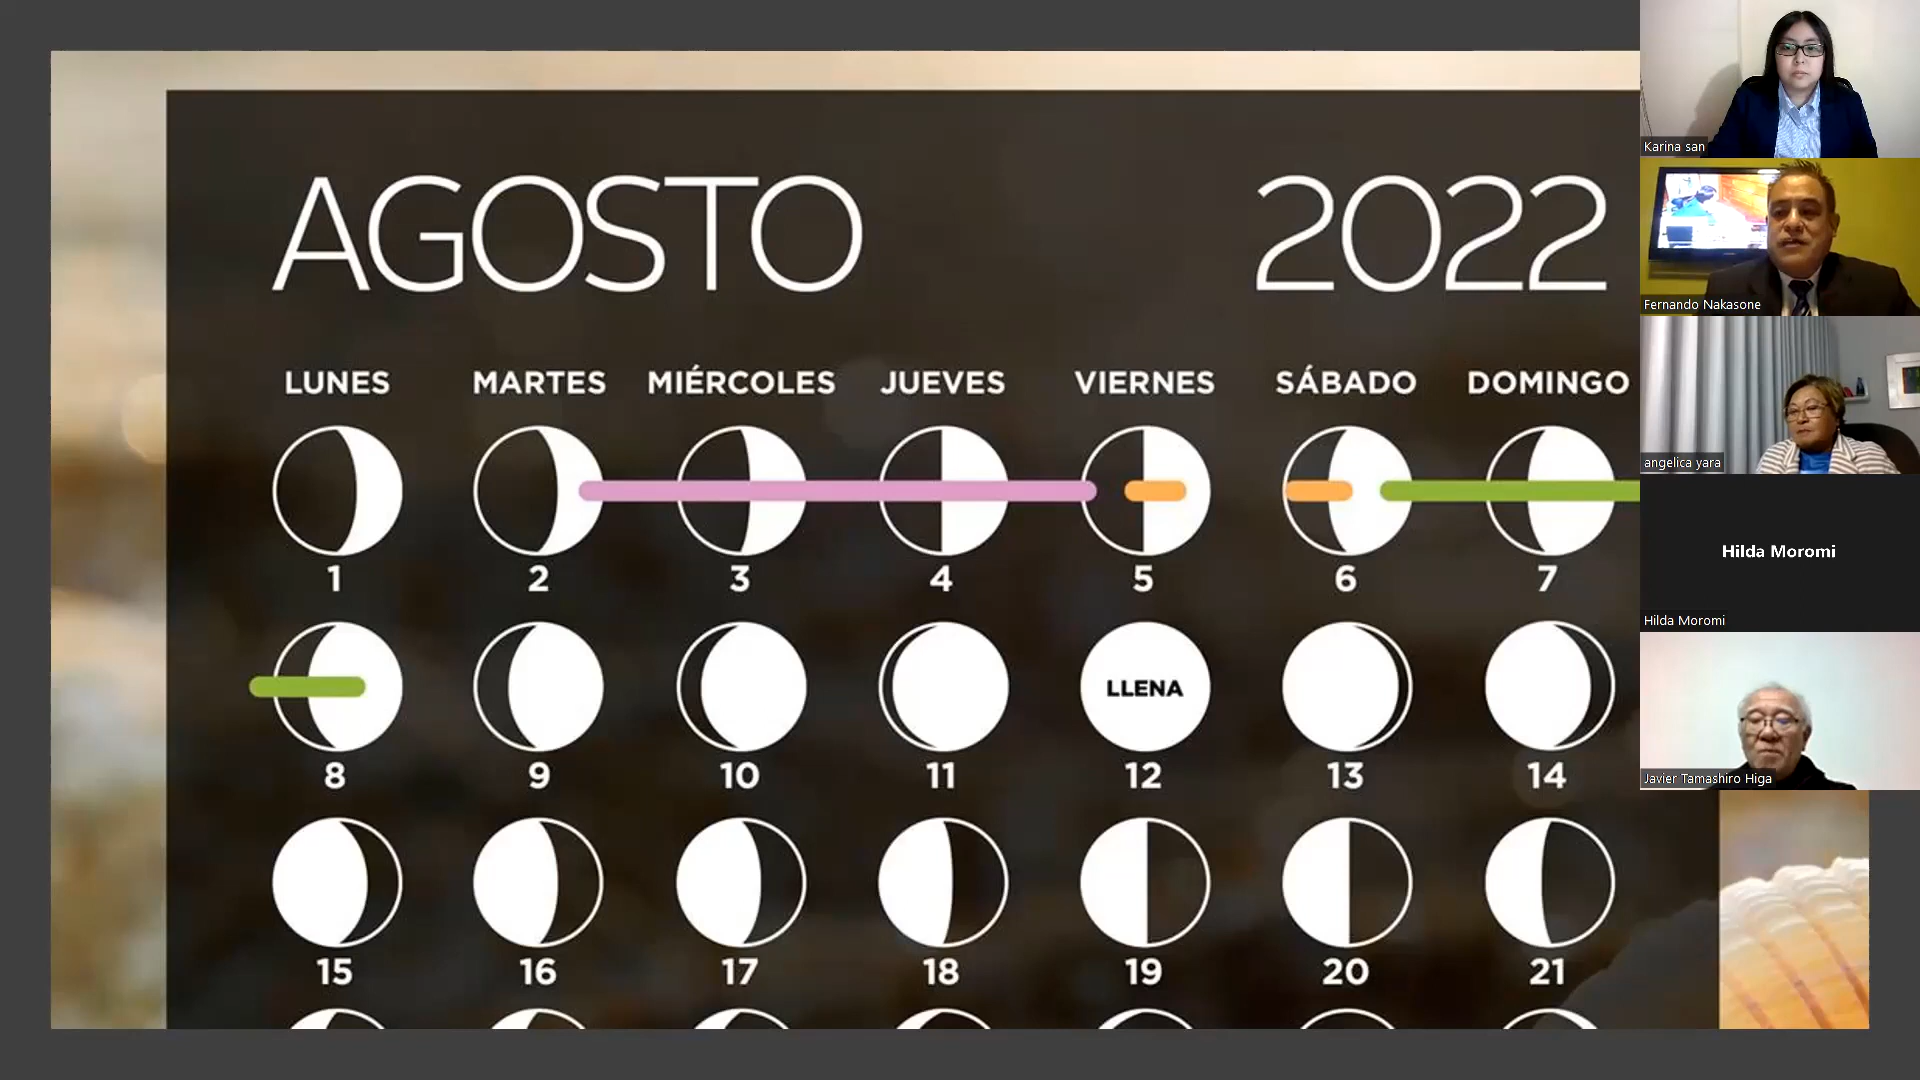 AGOSTO 2022
LUNES MARTES MIÉRCOLES JUEVES VIERNES SÁBADO DOMINGO
1 2 3 4 5 6 7
LLENA
8 9 10 11 12 13 14
15 16 17 18 19 20 21
Karina san
Fernando Nakasone
angelica yara
Hilda Moromi
Hilda Moromi
Javier Tamashiro Higa